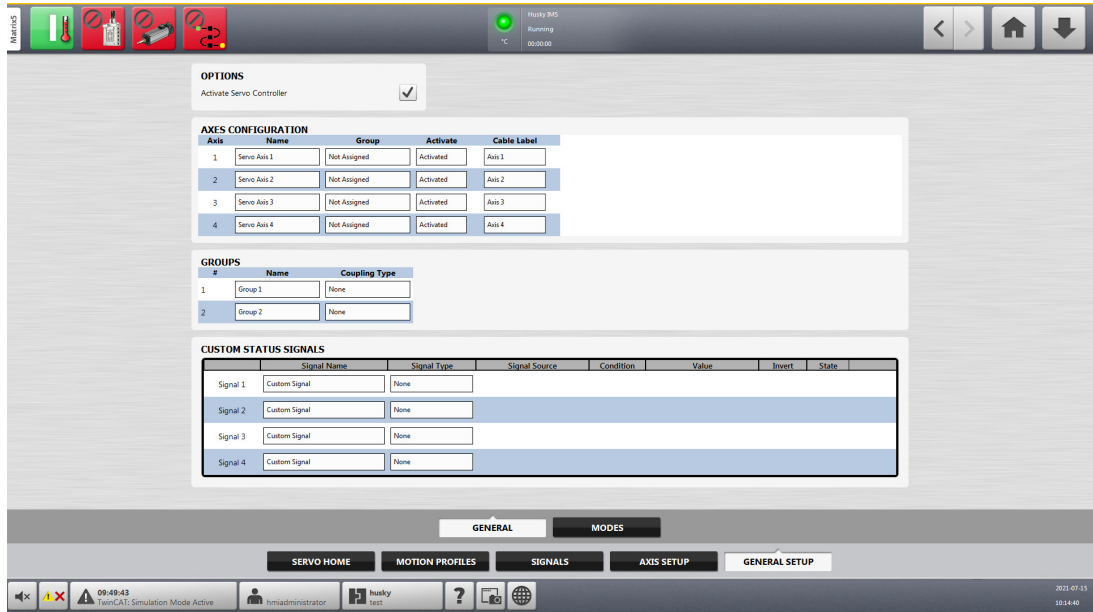 Matrix5
Husky IMS
Running
°C 00:00:00
OPTIONS
Activate Servo Controller
AXES CONFIGURATION
Axis Name Group Activate Cable Label
1 Servo Axis 1 Not Assigned Activated Axis 1
2 Servo Axis 2 Not Assigned Activated Axis 2
3 Servo Axis 3 Not Assigned Activated Axis 3
4 Servo Axis 4 Not Assigned Activated Axis 4
GROUPS
# Name Coupling Type
1 Group 1 None
2 Group 2 None
CUSTOM STATUS SIGNALS
Signal Name Signal Type Signal Source Condition Value Invert State
Signal 1 Custom Signal None
Signal 2 Custom Signal None
Signal 3 Custom Signal None
Signal 4 Custom Signal None
GENERAL MODES
SERVO HOME MOTION PROFILES SIGNALS AXIS SETUP GENERAL SETUP
09:49:43
TwinCAT: Simulation Mode Active
hmiadministrator
husky
test
?
2021-07-15
10:14:40